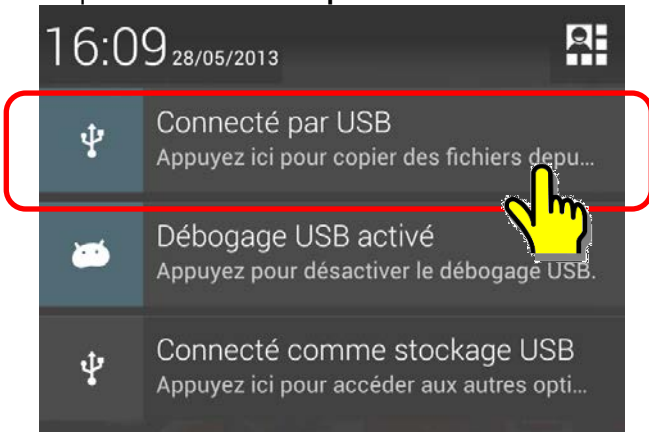 16:09 28/05/2013
Connecté par USB
Appuyez ici pour copier des fichiers depu...
Débogage USB activé
Appuyez pour désactiver le débogage USB.
Connecté comme stockage USB
Appuyez ici pour accéder aux autres opti...